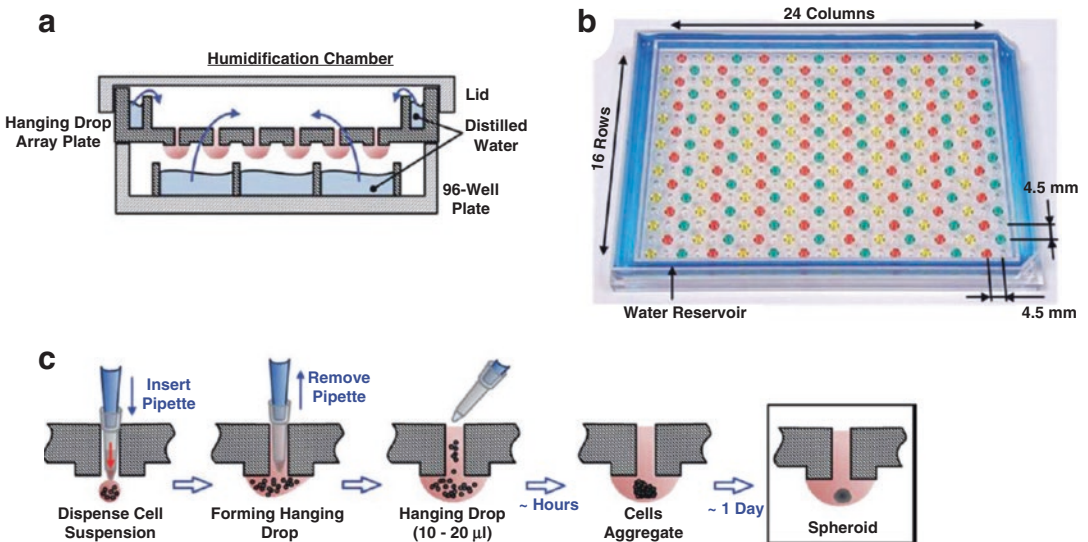 a
Humidification Chamber
Lid
Hanging Drop
Array Plate
Distilled
Water
96-Well
Plate
b
24 Columns
16 Rows
4.5 mm
4.5 mm
Water Reservoir
c
Insert
Pipette
Remove
Pipette
Dispense Cell
Suspension
Forming Hanging
Drop
Hanging Drop
(10 - 20 µl)
~ Hours
Cells
Aggregate
~ 1 Day
Spheroid